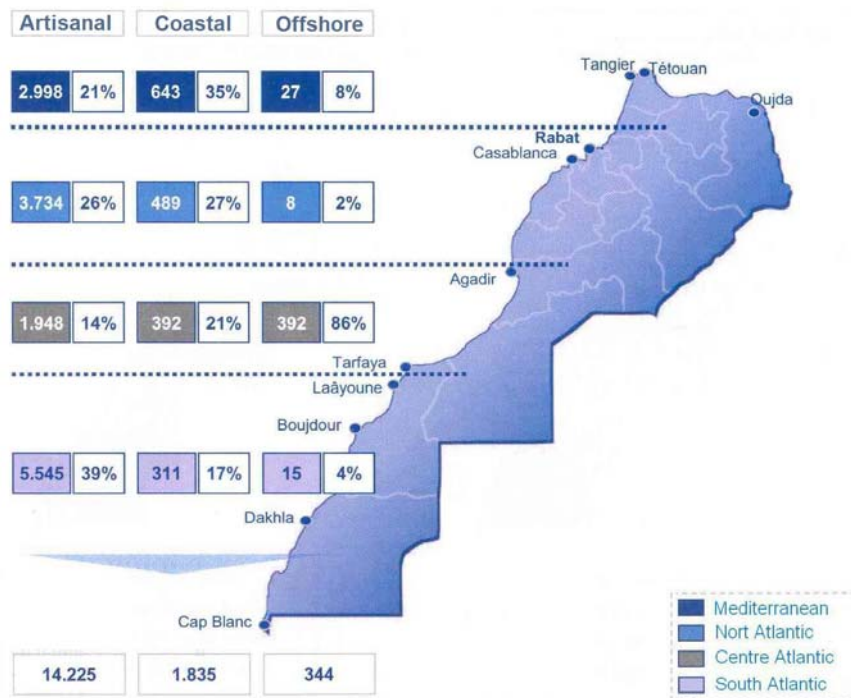 Artisanal Coastal Offshore
Tangier Tétouan
2.998 21% 643 35% 27 8%
Oujda
Rabat
Casablanca
3.734 26% 489 27% 8 2%
Agadir
1.948 14% 392 21% 392 86%
Tarfaya
Laâyoune
Boujdour
5.545 39% 311 17% 15 4%
Dakhla
Cap Blanc
14.225 1.835 344
Mediterranean
Nort Atlantic
Centre Atlantic
South Atlantic